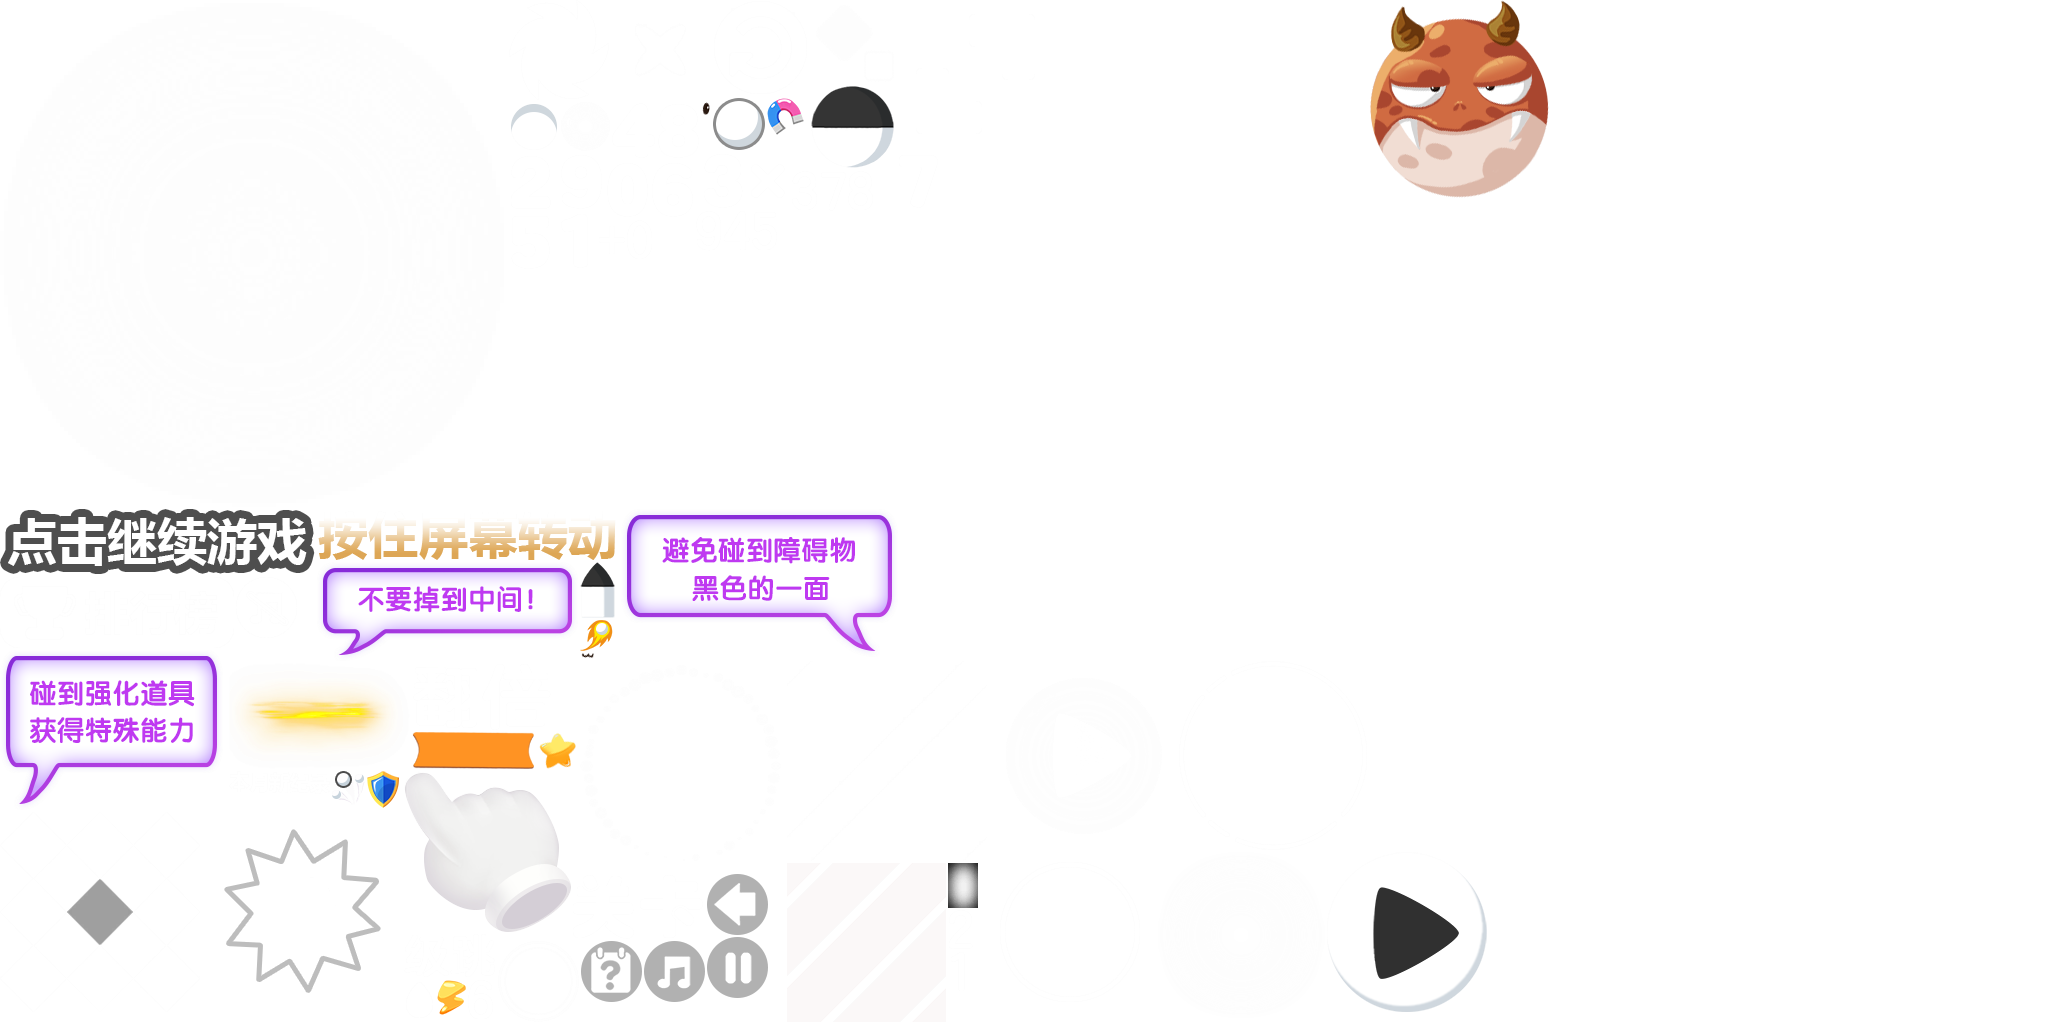 点击继续游戏
按住屏幕转动
避免碰到障碍物
黑色的一面
不要掉到中间！
碰到强化道具
获得特殊能力
?